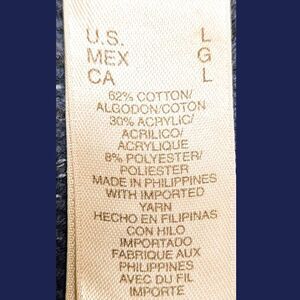 U.S. L
MEX G
CA L
62% COTTON/
ALGODON/COTON
30% ACRYLIC/
ACRILICO/
ACRYLIQUE
8% POLYESTER/
POLIESTER
MADE IN PHILIPPINES
WITH IMPORTED
YARN
HECHO EN FILIPINAS
CON HILO
IMPORTADO
FABRIQUE AUX
PHILIPPINES
AVEC DU FIL
IMPORTE